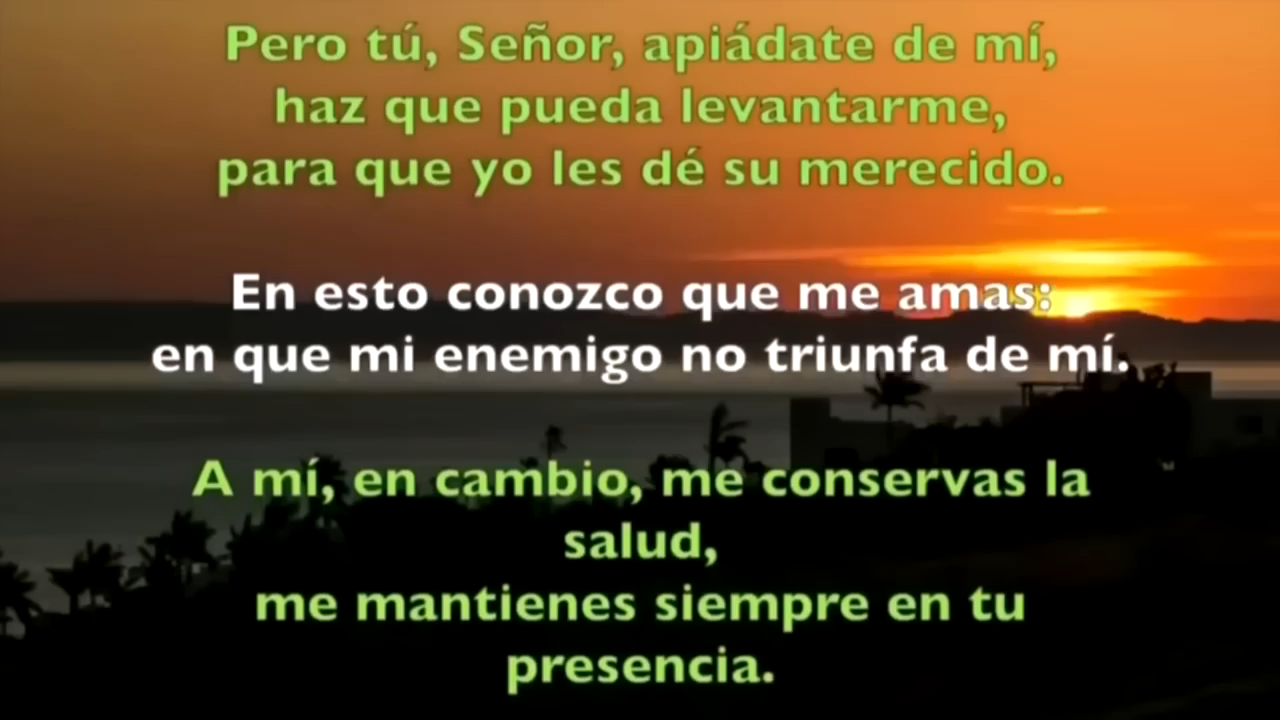 Pero tú, Señor, apiádate de mí,
haz que pueda levantarme,
para que yo les dé su merecido.
En esto conozco que me amas:
en que mi enemigo no triunfa de mí.
A mí, en cambio, me conservas la
salud,
me mantienes siempre en tu
presencia.